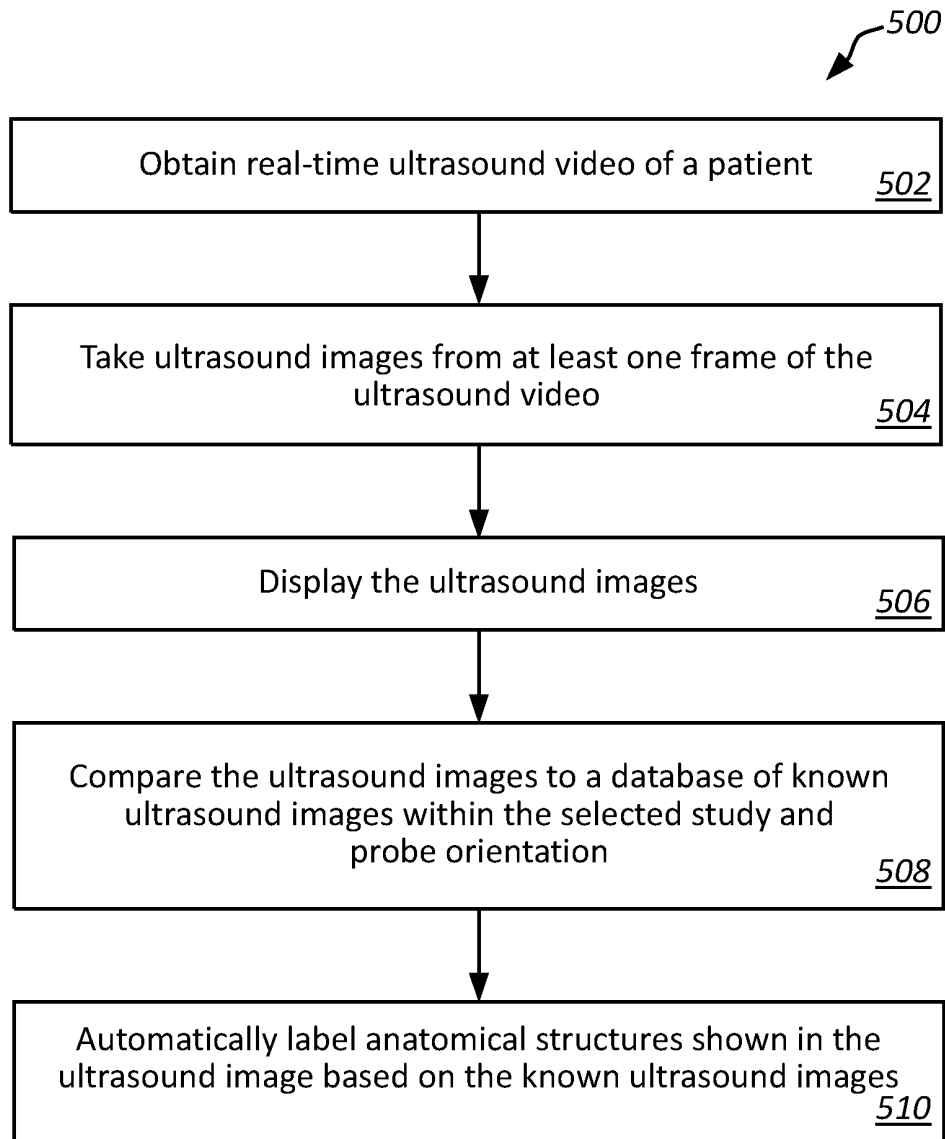 500
Obtain real-time ultrasound video of a patient
502
Take ultrasound images from at least one frame of the
ultrasound video
504
Display the ultrasound images
506
Compare the ultrasound images to a database of known
ultrasound images within the selected study and
probe orientation
508
Automatically label anatomical structures shown in the
ultrasound image based on the known ultrasound images
510